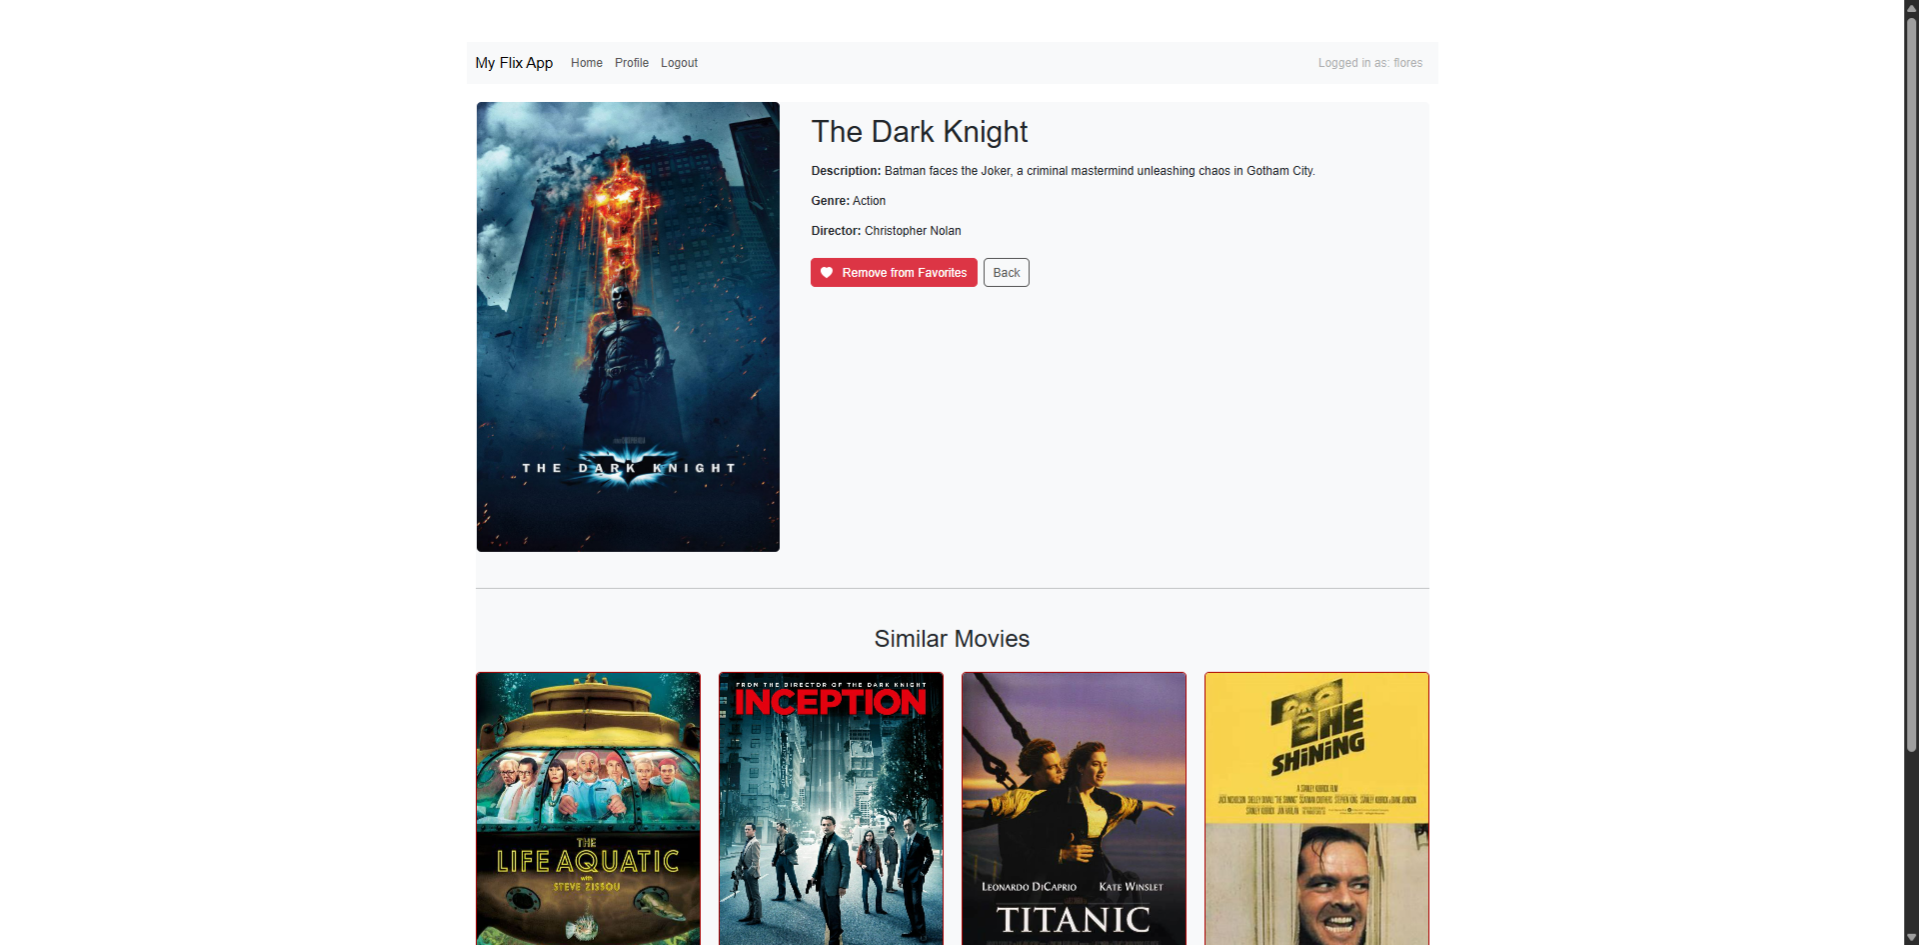 My Flix App Home Profile Logout Logged in as: flores
The Dark Knight
Description: Batman faces the Joker, a criminal mastermind unleashing chaos in Gotham City.
Genre: Action
Director: Christopher Nolan
Remove from Favorites Back
THE DARK KNIGHT
Similar Movies
THE
LIFE AQUATIC
with
STEVE ZISSOU
FROM THE DIRECTOR OF THE DARK KNIGHT
INCEPTION
LEONARDO DICAPRIO KATE WINSLET
TITANIC
THE
SHiNiNG
A STANLEY KUBRICK FILM